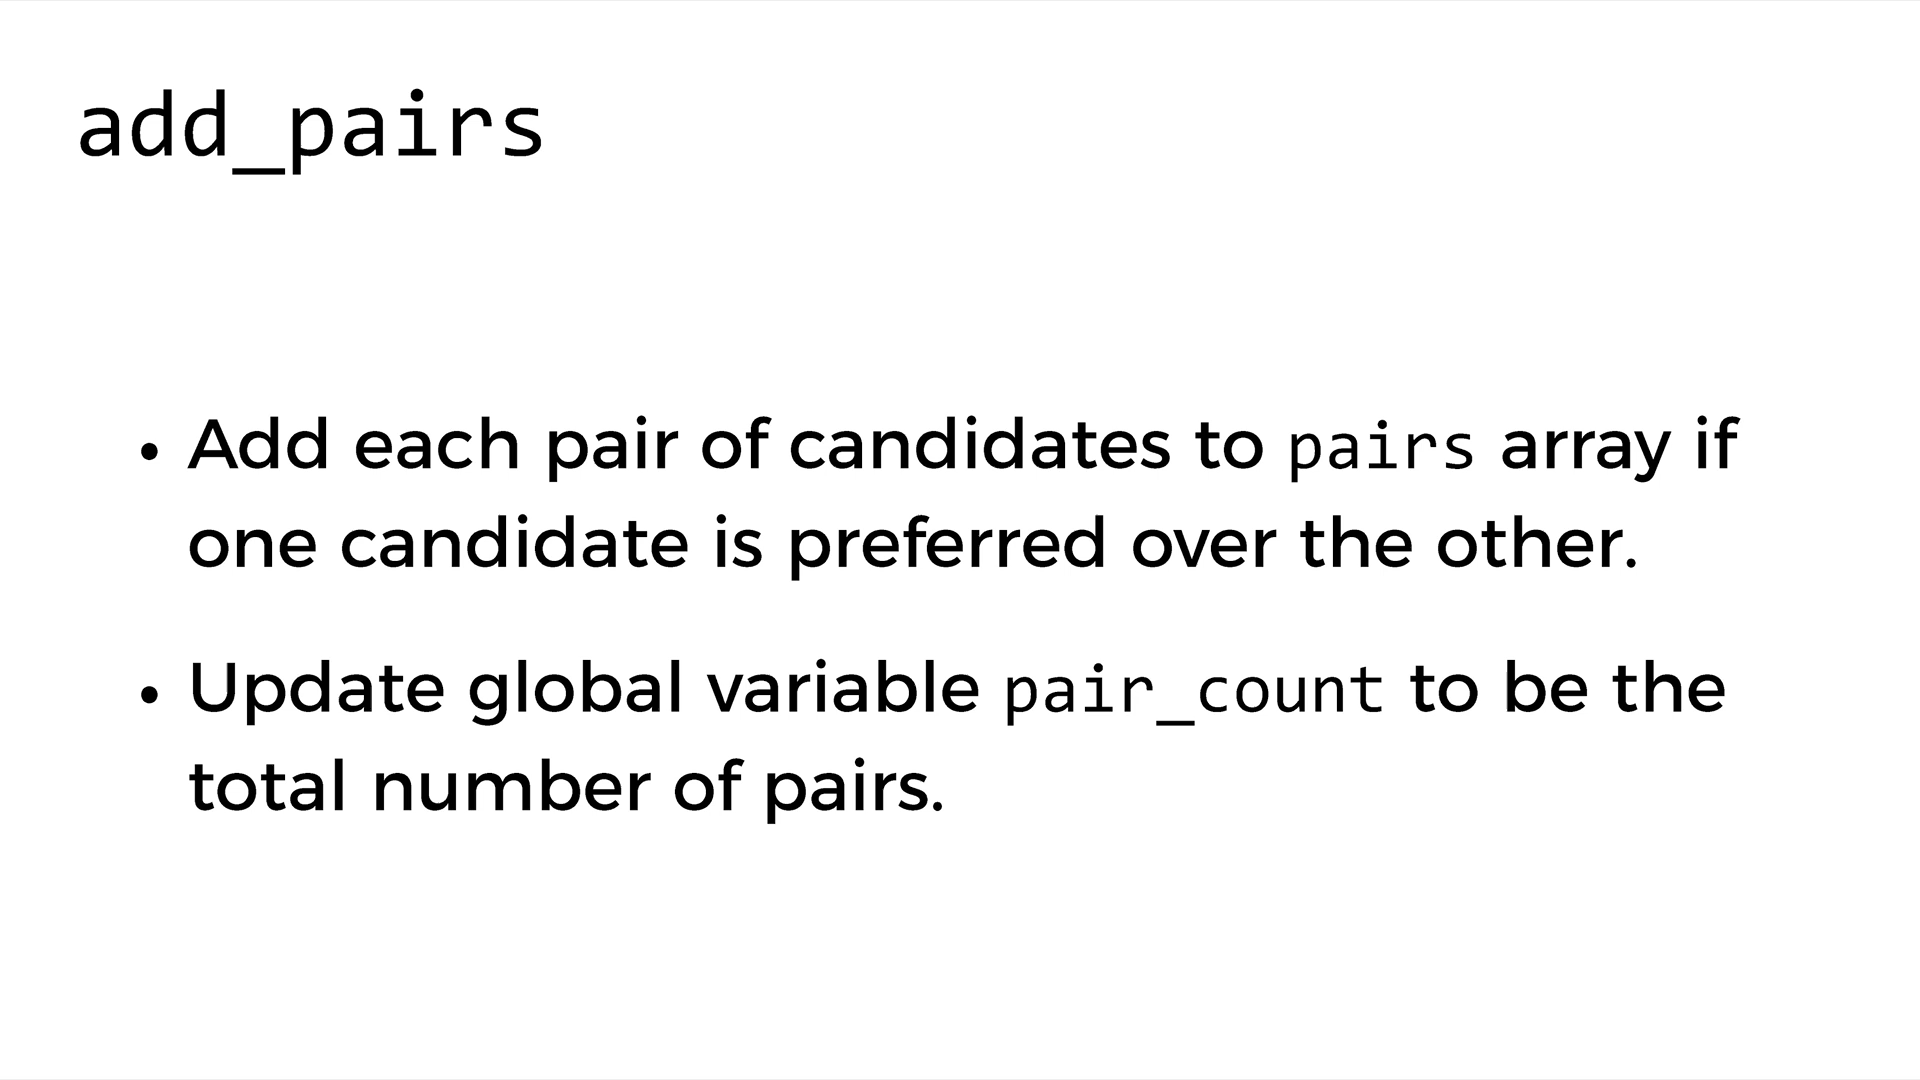 add_pairs
• Add each pair of candidates to pairs array if
one candidate is preferred over the other.
• Update global variable pair_count to be the
total number of pairs.